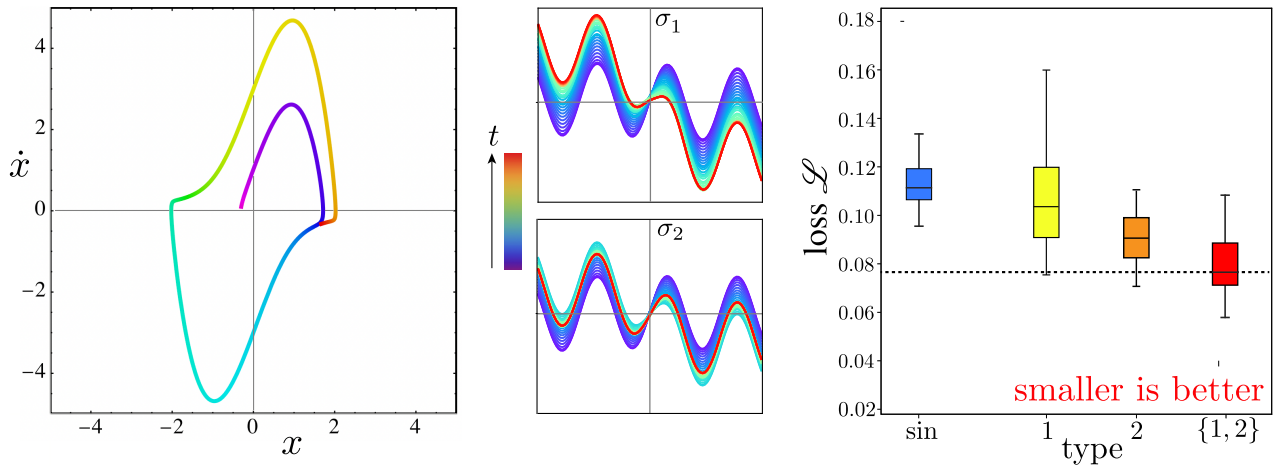 4
2
0
−2
−4
ẋ
−4
−2
0
2
4
x
σ1
t
σ2
loss ℒ
0.18
0.16
0.14
0.12
0.10
0.08
0.06
0.04
0.02
smaller is better
sin
1
2
{1, 2}
type